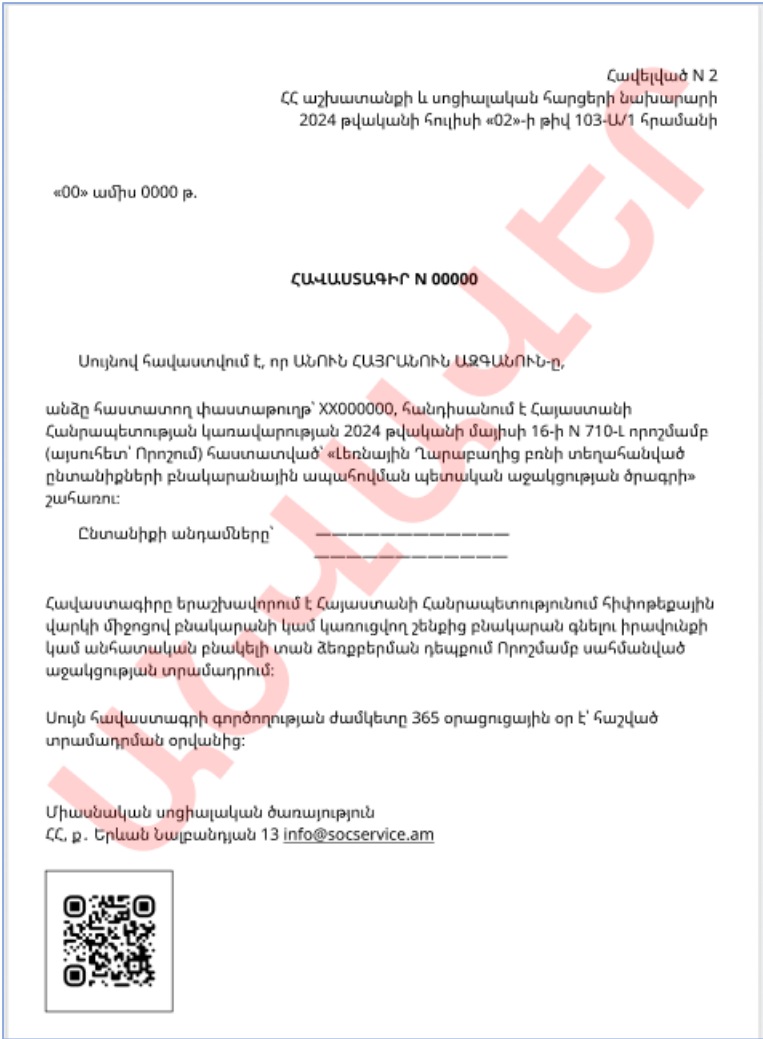 Հավելված N 2
ՀՀ աշխատանքի և սոցիալական հարցերի նախարարի
2024 թվականի հուլիսի «02»-ի թիվ 103-Ա/1 հրամանի
«00» ամիս 0000 թ.
ՀԱՎԱՍՏԱԳԻՐ N 00000
Սույնով հավաստվում է, որ ԱՆՈՒՆ ՀԱՅՐԱՆՈՒՆ ԱԶԳԱՆՈՒՆ-ը,
անձը հաստատող փաստաթուղթ՝ XX000000, հանդիսանում է Հայաստանի
Հանրապետության կառավարության 2024 թվականի մայիսի 16-ի N 710-Լ որոշմամբ
(այսուհետ՝ Որոշում) հաստատված՝ «Լեռնային Ղարաբաղից բռնի տեղահանված
ընտանիքների բնակարանային ապահովման պետական աջակցության ծրագրի»
շահառու:
Ընտանիքի անդամները՝ ————————————
————————————
Հավաստագիրը երաշխավորում է Հայաստանի Հանրապետությունում հիփոթեքային
վարկի միջոցով բնակարանի կամ կառուցվող շենքից բնակարան գնելու իրավունքի
կամ անհատական բնակելի տան ձեռքբերման դեպքում Որոշմամբ սահմանված
աջակցության տրամադրում:
Սույն հավաստագրի գործողության ժամկետը 365 օրացուցային օր է՝ հաշված
տրամադրման օրվանից:
Միասնական սոցիալական ծառայություն
ՀՀ, ք. Երևան Նալբանդյան 13 info@socservice.am
ԱՆՎԱՎԵՐ